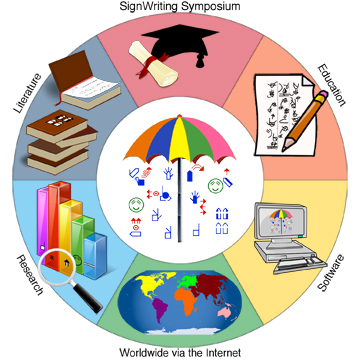 SignWriting Symposium
Literature
Education
Research
Software
Worldwide via the Internet